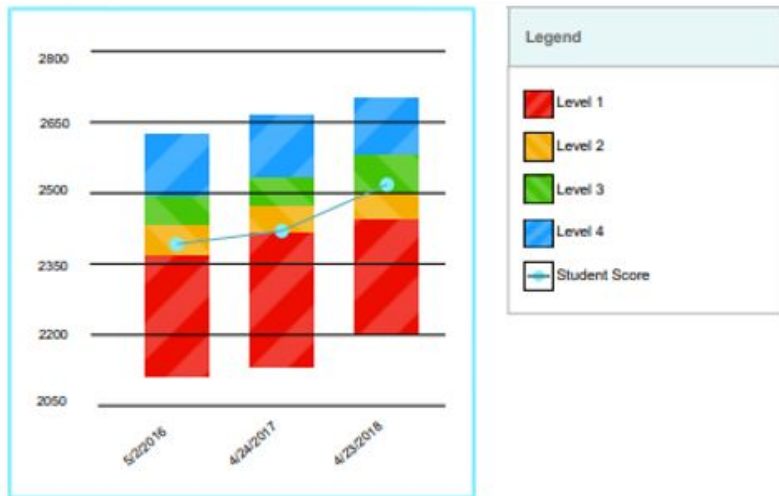 2800
2650
2500
2350
2200
2050
5/2/2016
4/24/2017
4/23/2018
Legend
Level 1
Level 2
Level 3
Level 4
Student Score